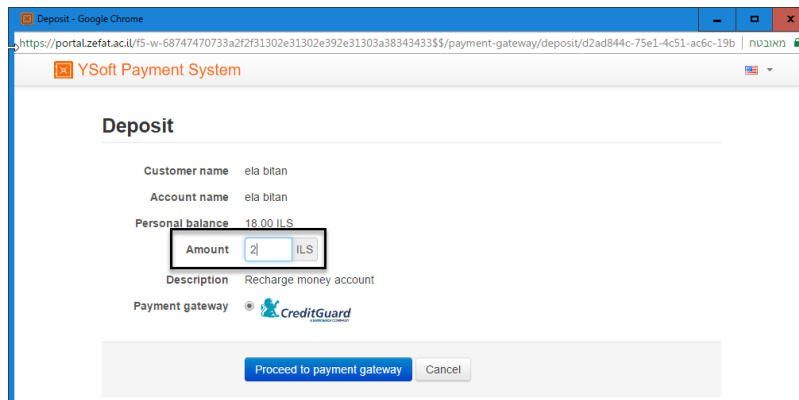 Deposit - Google Chrome
https://portal.zefat.ac.il/f5-w-68747470733a2f2f31302e31302e392e31303a38343433$$/payment-gateway/deposit/d2ad844c-75e1-4c51-ac6c-19b | מאובטח
YSoft Payment System
Deposit
Customer name ela bitan
Account name ela bitan
Personal balance 18.00 ILS
Amount 2 ILS
Description Recharge money account
Payment gateway CreditGuard
Proceed to payment gateway Cancel